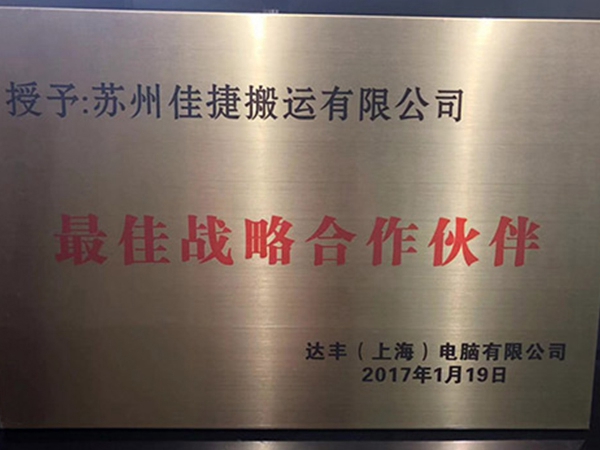 授予:苏州佳捷搬运有限公司
最佳战略合作伙伴
达丰（上海）电脑有限公司
2017年1月19日